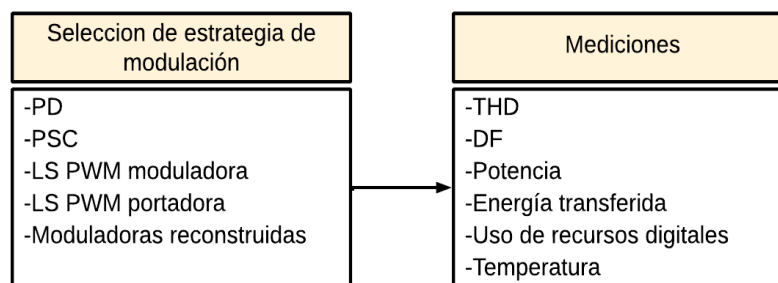 Seleccion de estrategia de
modulación
-PD
-PSC
-LS PWM moduladora
-LS PWM portadora
-Moduladoras reconstruidas
Mediciones
-THD
-DF
-Potencia
-Energía transferida
-Uso de recursos digitales
-Temperatura